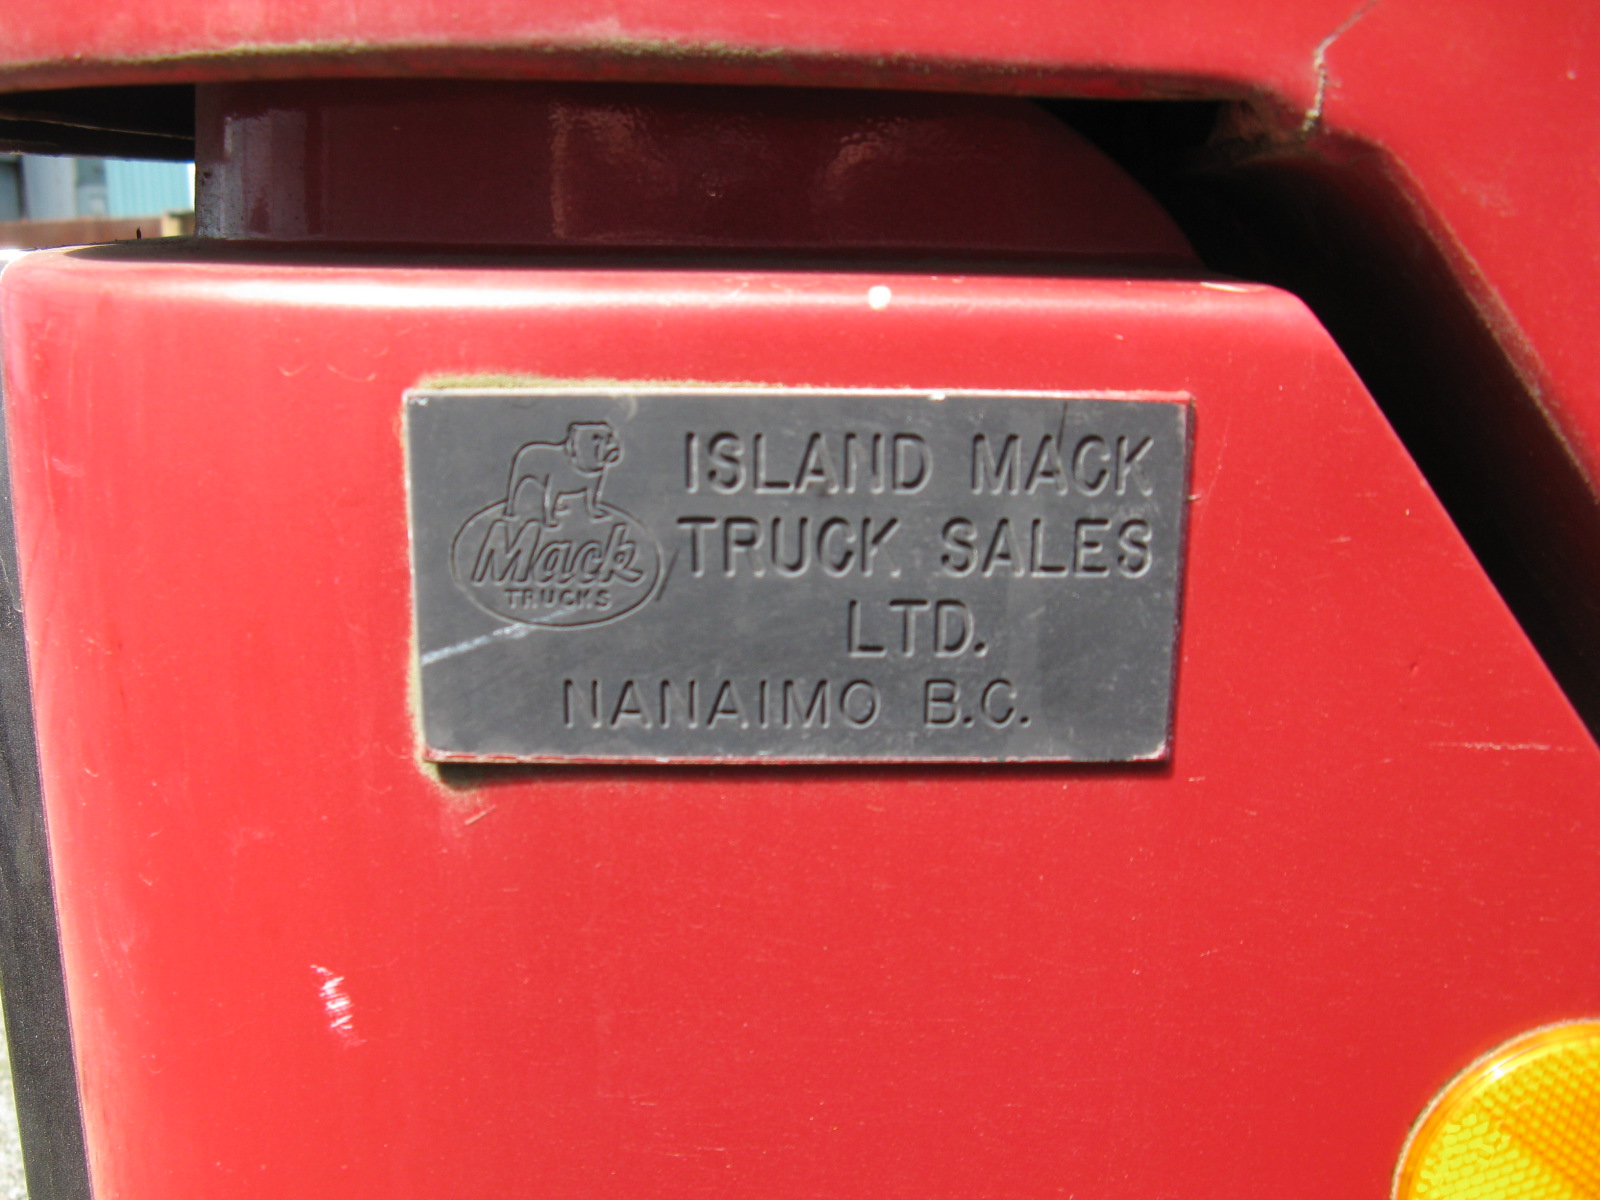 ISLAND MACK
TRUCK SALES
LTD.
NANAIMO B.C.
Mack
TRUCKS